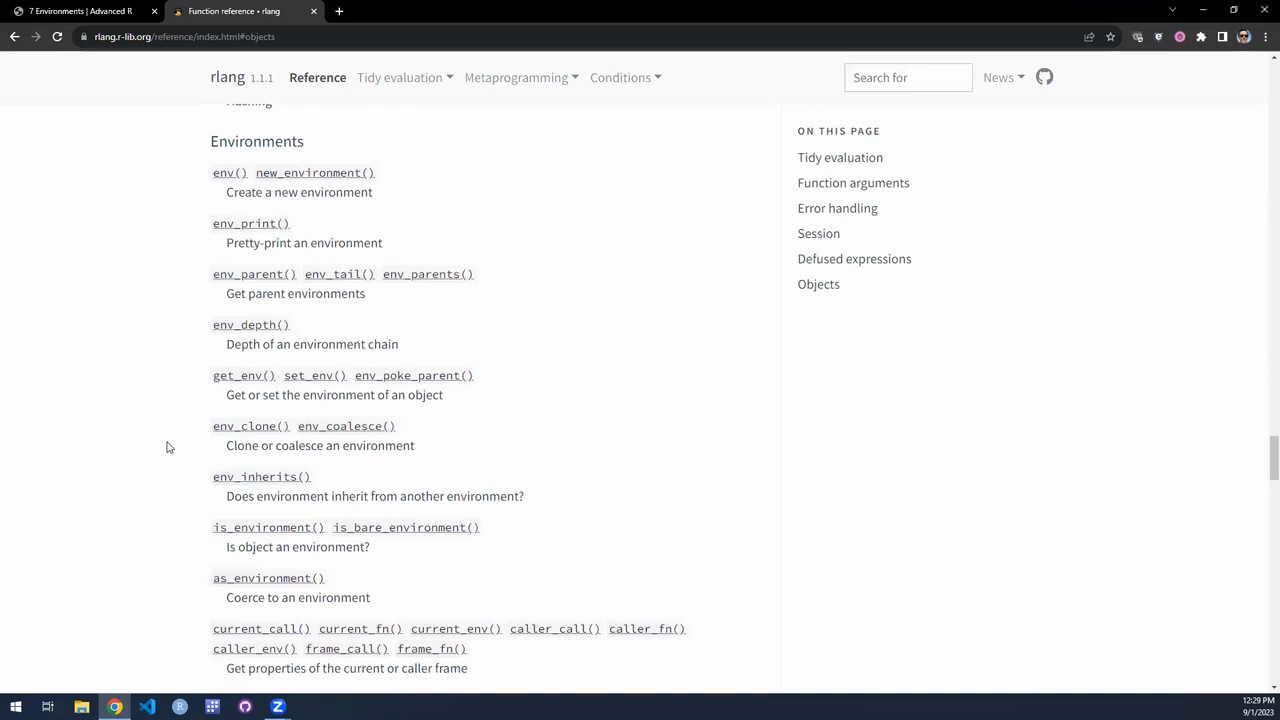 7 Environments | Advanced R
Function reference • rlang
rlang.r-lib.org/reference/index.html#objects
rlang 1.1.1 Reference Tidy evaluation Metaprogramming Conditions Search for News
Hashing
Environments
env() new_environment()
Create a new environment
env_print()
Pretty-print an environment
env_parent() env_tail() env_parents()
Get parent environments
env_depth()
Depth of an environment chain
get_env() set_env() env_poke_parent()
Get or set the environment of an object
env_clone() env_coalesce()
Clone or coalesce an environment
env_inherits()
Does environment inherit from another environment?
is_environment() is_bare_environment()
Is object an environment?
as_environment()
Coerce to an environment
current_call() current_fn() current_env() caller_call() caller_fn()
caller_env() frame_call() frame_fn()
Get properties of the current or caller frame
ON THIS PAGE
Tidy evaluation
Function arguments
Error handling
Session
Defused expressions
Objects
12:29 PM
9/1/2023